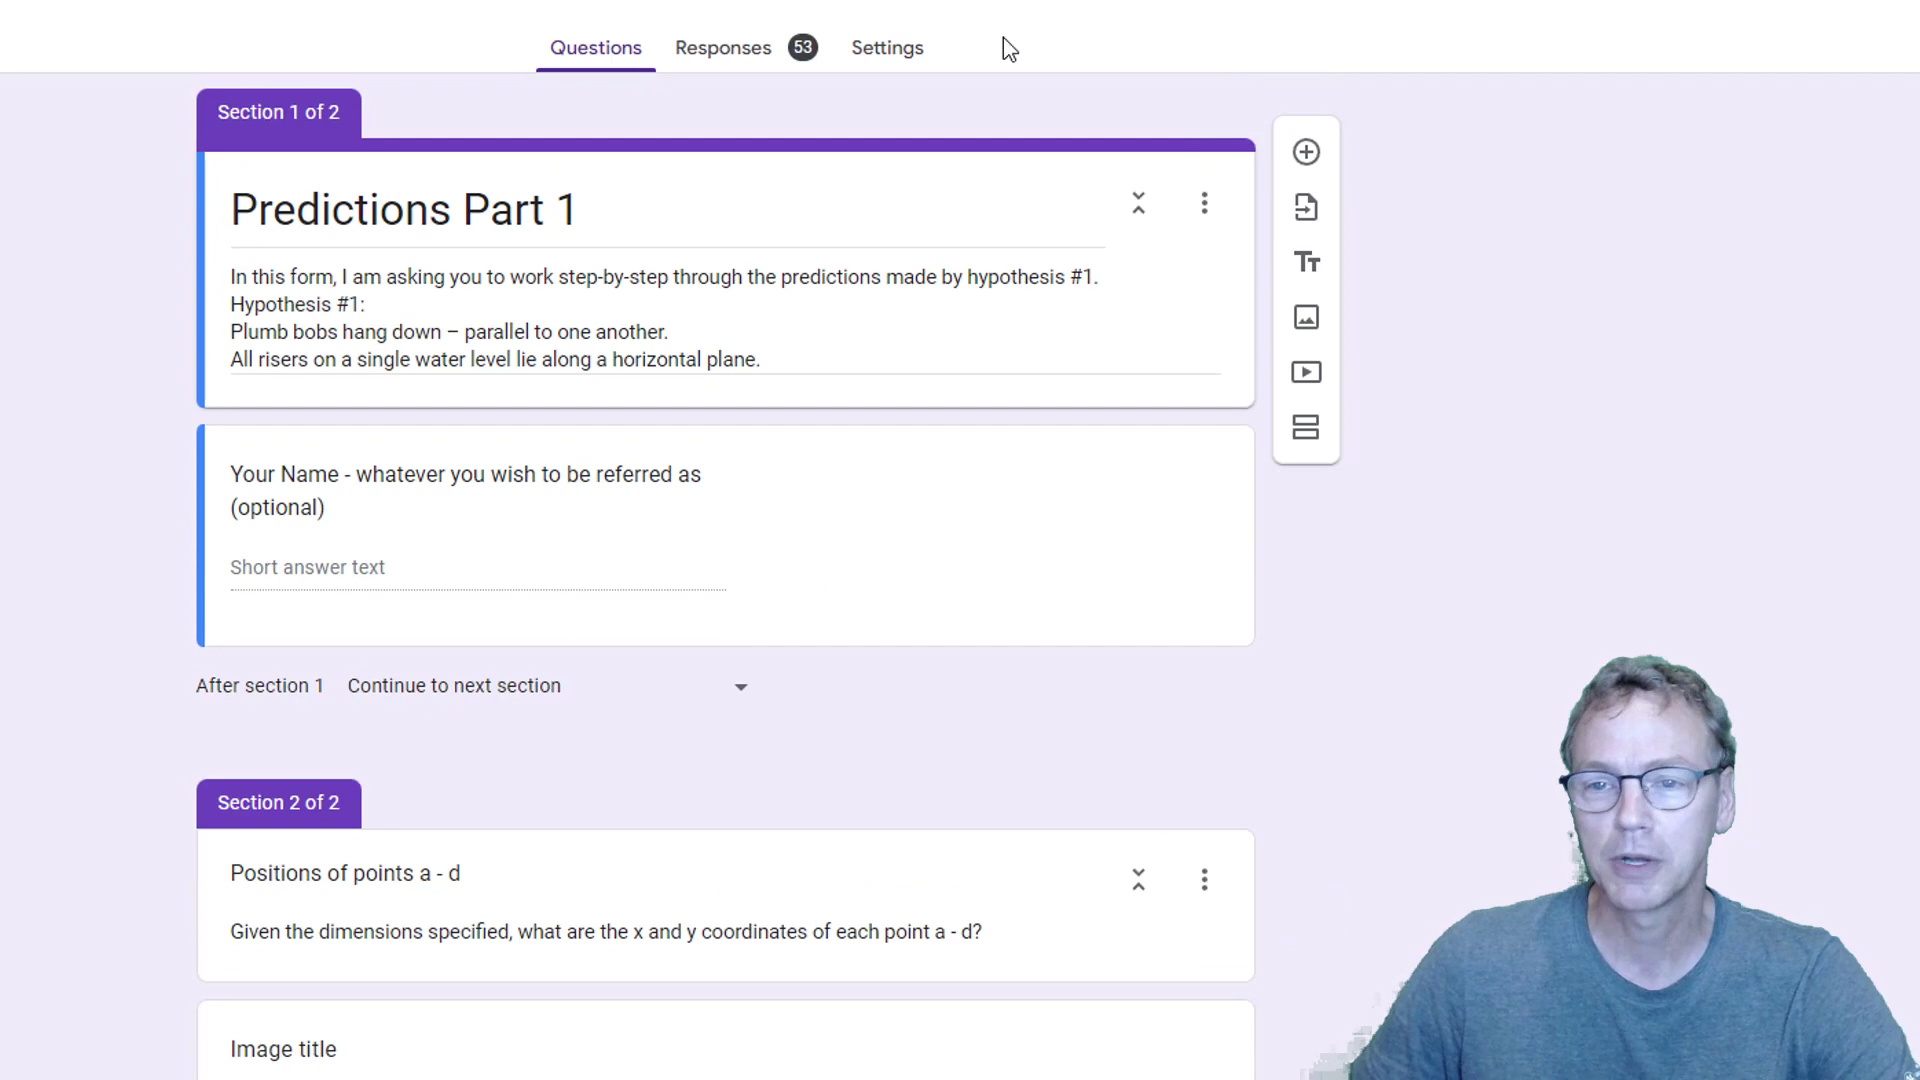 Questions Responses 53 Settings
Section 1 of 2
Predictions Part 1
In this form, I am asking you to work step-by-step through the predictions made by hypothesis #1.
Hypothesis #1:
Plumb bobs hang down – parallel to one another.
All risers on a single water level lie along a horizontal plane.
Your Name - whatever you wish to be referred as
(optional)
Short answer text
After section 1 Continue to next section
Section 2 of 2
Positions of points a - d
Given the dimensions specified, what are the x and y coordinates of each point a - d?
Image title